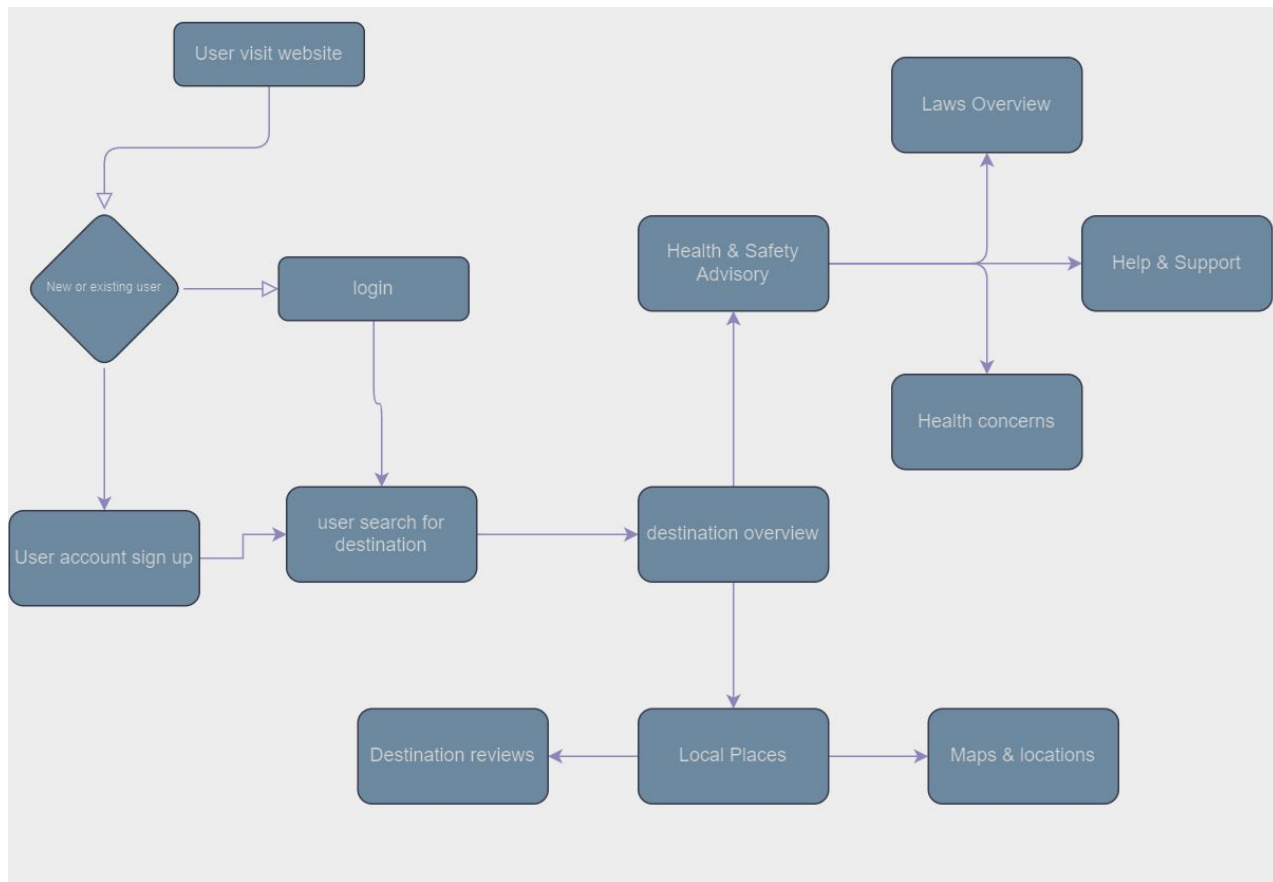 User visit website
Laws Overview
Health & Safety
Advisory
Help & Support
New or existing user
login
Health concerns
user search for
destination
destination overview
User account sign up
Destination reviews
Local Places
Maps & locations